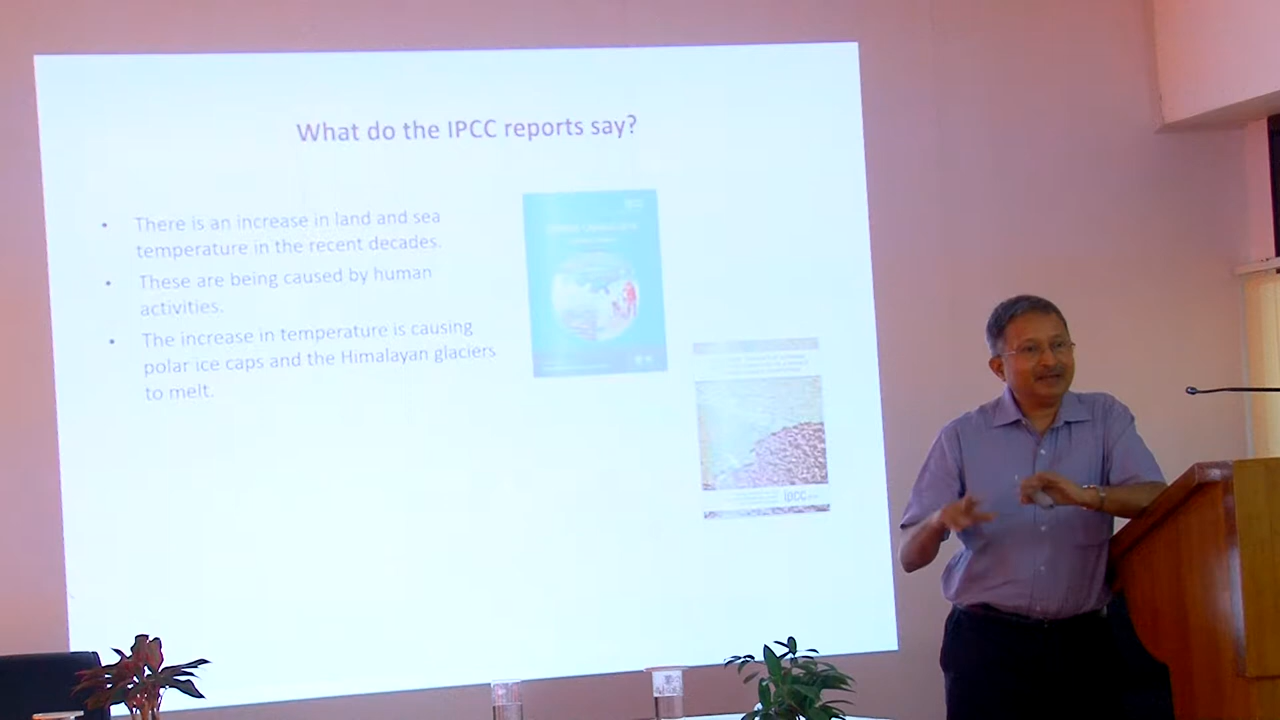 What do the IPCC reports say?
• There is an increase in land and sea
temperature in the recent decades.
• These are being caused by human
activities.
• The increase in temperature is causing
polar ice caps and the Himalayan glaciers
to melt.
ipcc